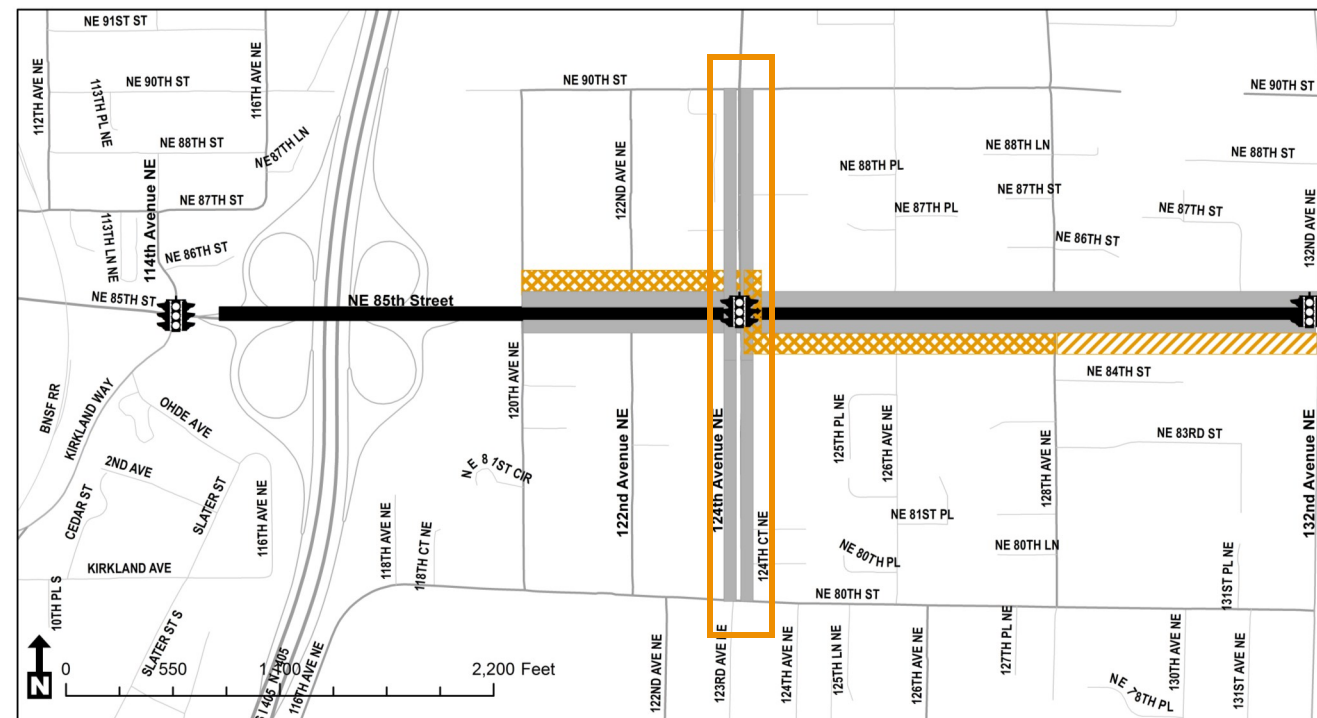 NE 91ST ST
NE 90TH ST
NE 90TH ST
NE 90TH ST
112TH AVE NE
113TH PL NE
116TH AVE NE
NE 88TH ST
NE87TH LN
114th Avenue NE
NE 87TH ST
113TH LN NE
NE 86TH ST
NE 85TH ST
NE 85th Street
122ND AVE NE
NE 88TH PL
NE 88TH LN
NE 88TH ST
NE 87TH ST
NE 87TH PL
NE 87TH ST
NE 86TH ST
132ND AVE NE
BNSF RR
KIRKLAND WAY
OHDE AVE
2ND AVE
CEDAR ST
SLATER ST
116TH AVE NE
KIRKLAND AVE
10TH PL S
SLATER ST S
120TH AVE NE
NE 81ST CIR
118TH AVE NE
118TH CT NE
122nd Avenue NE
124th Avenue NE
124TH CT NE
125TH PL NE
126TH AVE NE
128TH AVE NE
NE 84TH ST
NE 83RD ST
NE 81ST PL
NE 80TH PL
NE 80TH LN
NE 80TH ST
131ST PL NE
132nd Avenue NE
122ND AVE NE
123RD AVE NE
124TH AVE NE
125TH LN NE
126TH AVE NE
127TH PL NE
NE 78TH PL
130TH AVE NE
131ST AVE NE
S I 405
N I 405
116TH AVE NE
N
0 550 1,100 2,200 Feet